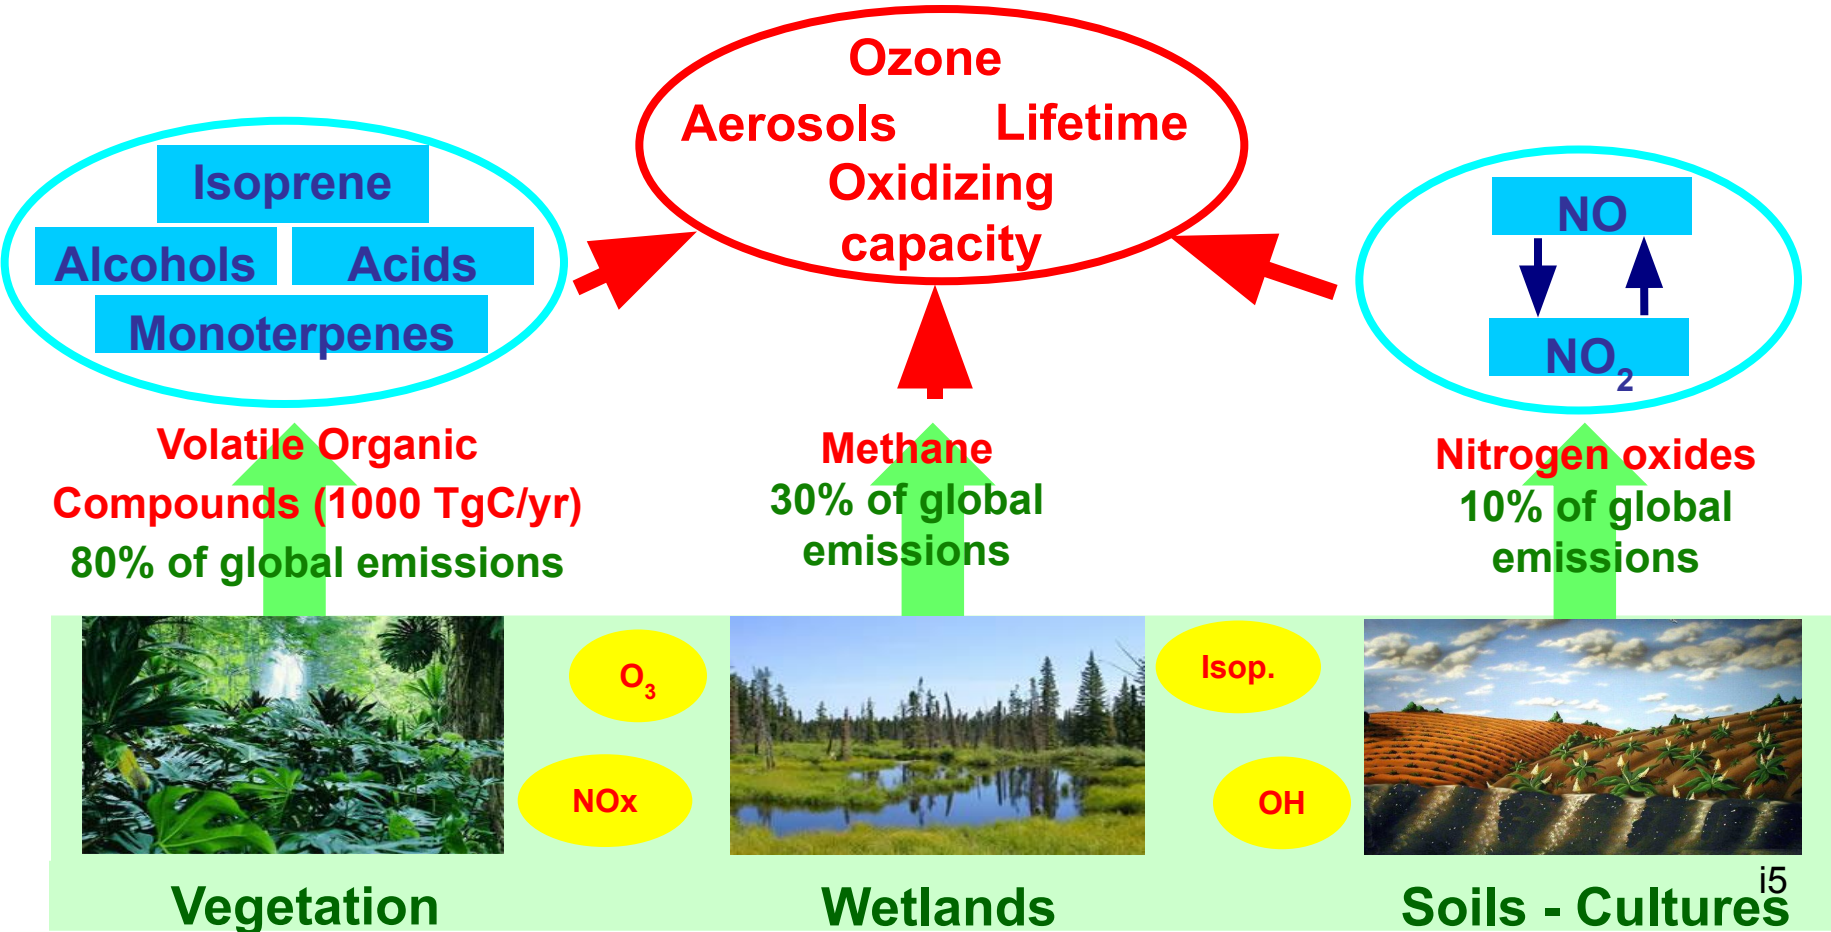 Ozone
Aerosols Lifetime
Oxidizing
capacity
Isoprene
Alcohols Acids
Monoterpenes
NO
NO2
Volatile Organic
Compounds (1000 TgC/yr)
80% of global emissions
Methane
30% of global
emissions
Nitrogen oxides
10% of global
emissions
O3
NOx
Isop.
OH
Vegetation
Wetlands
Soils - Cultures
i5